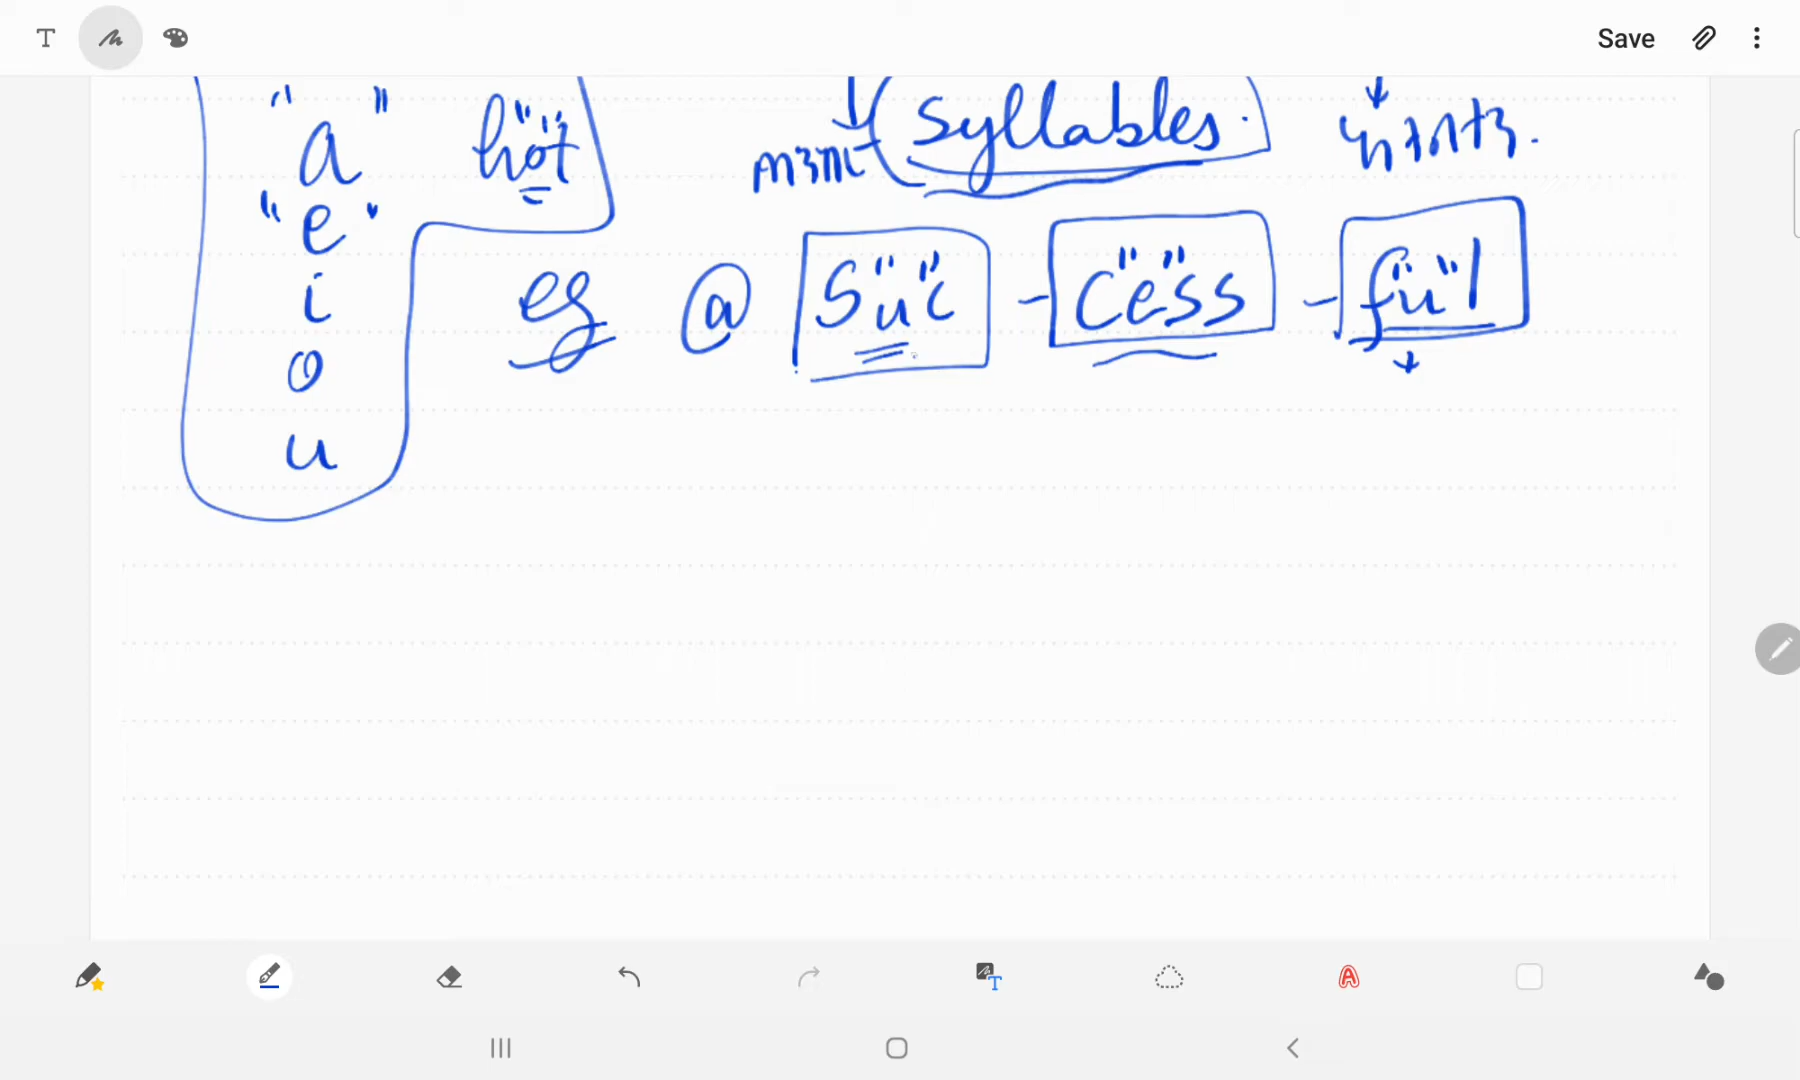 Save
"a" hot syllables.
"e"
eg @ Suc - Cess - ful
i
o
u